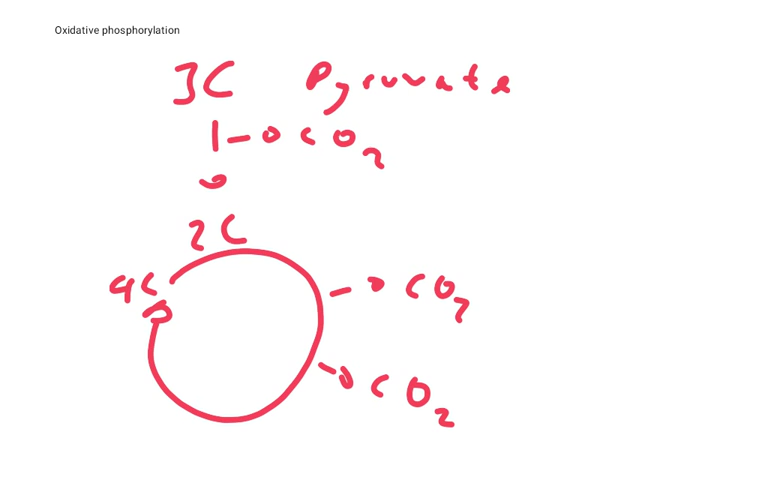 Oxidative phosphorylation
3C Pyruvate
CO2
2C
4C
CO2
CO2